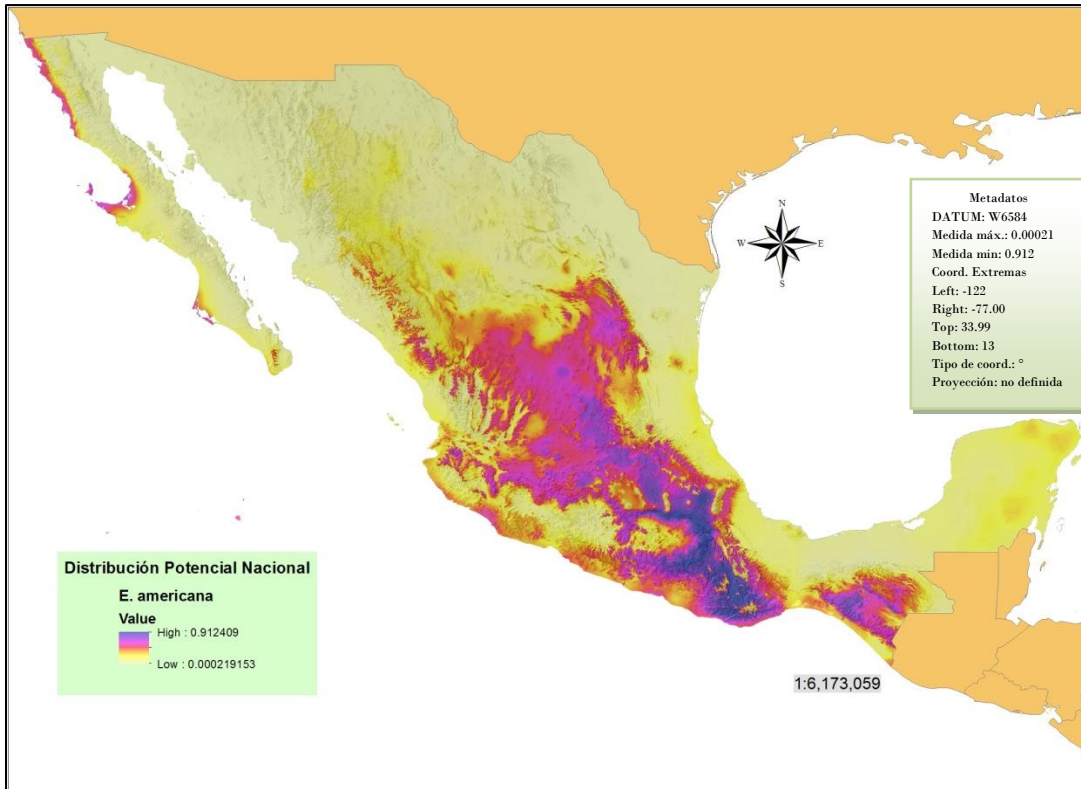 N
W
E
S
Metadatos
DATUM: W6584
Medida máx.: 0.00021
Medida min: 0.912
Coord. Extremas
Left: -122
Right: -77.00
Top: 33.99
Bottom: 13
Tipo de coord.: °
Proyección: no definida
Distribución Potencial Nacional
E. americana
Value
High : 0.912409
Low : 0.000219153
1:6,173,059